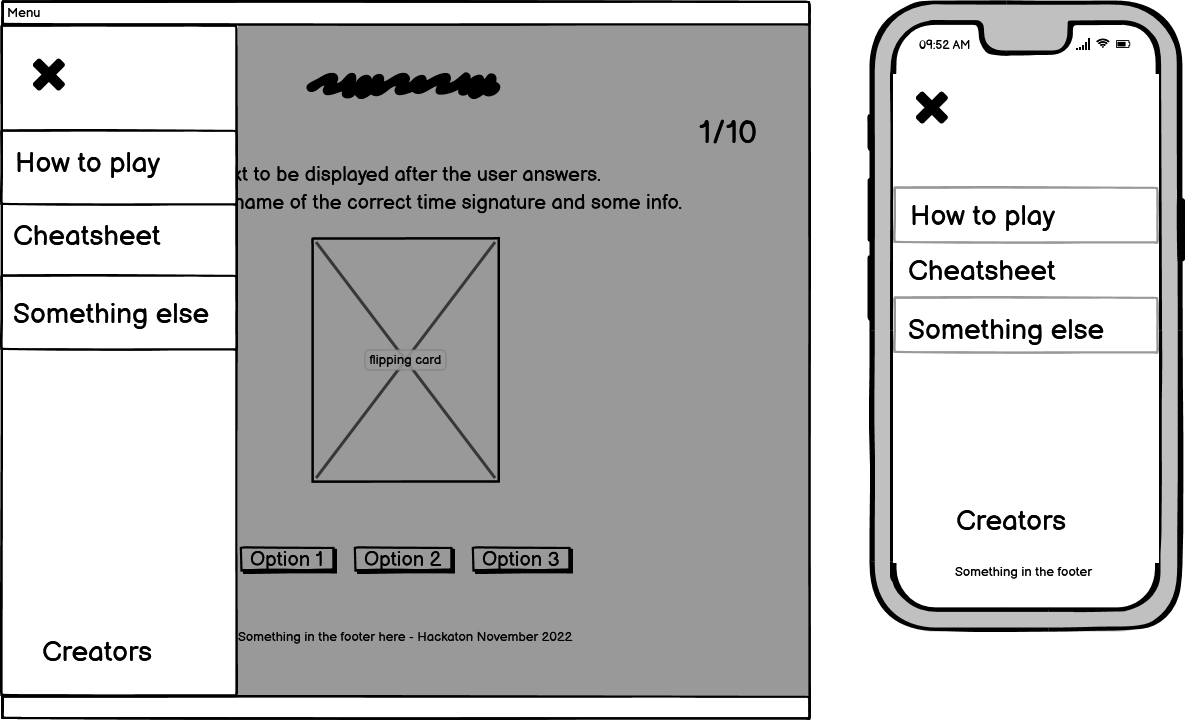 Menu
1/10
to be displayed after the user answers.
of the correct time signature and some info.
How to play
Cheatsheet
Something else
flipping card
Option 1
Option 2
Option 3
Something in the footer here - Hackaton November 2022
Creators
09:52 AM
How to play
Cheatsheet
Something else
Creators
Something in the footer